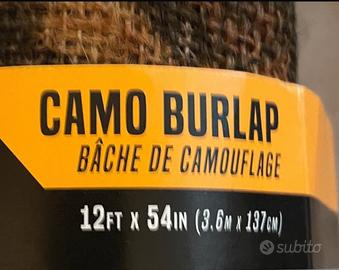 CAMO BURLAP
BÂCHE DE CAMOUFLAGE
12FT X 54IN (3.6M X 137CM)
subito